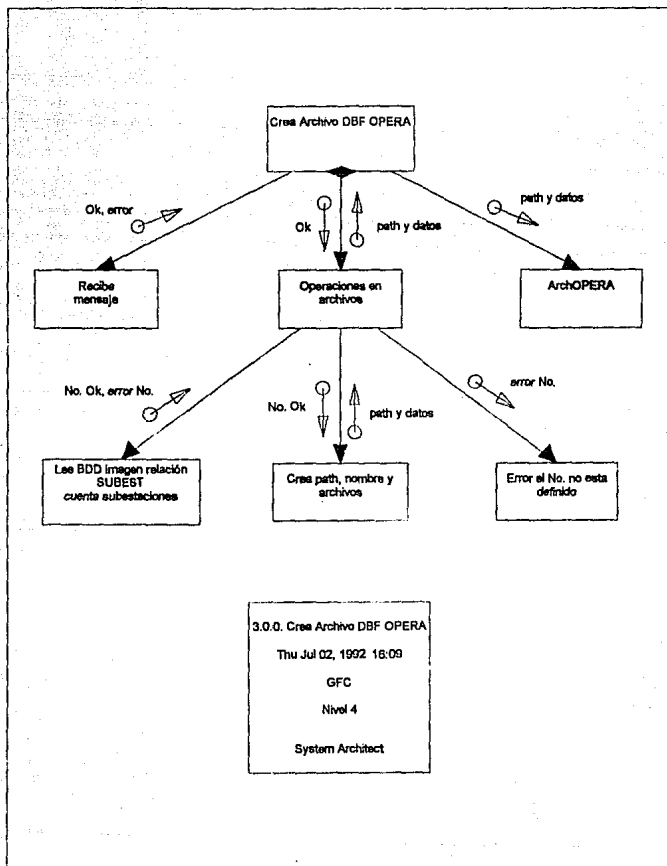 Crea Archivo DBF OPERA
Ok, error
Ok
path y datos
path y datos
Recibe
mensaje
Operaciones en
archivos
ArchOPERA
No. Ok, error No.
No. Ok
path y datos
error No.
Lee BDD imagen relación
SUBEST
cuenta subestaciones
Crea path, nombre y
archivos
Error el No. no esta
definido
3.0.0. Crea Archivo DBF OPERA
Thu Jul 02, 1992 16:09
GFC
Nivel 4
System Architect